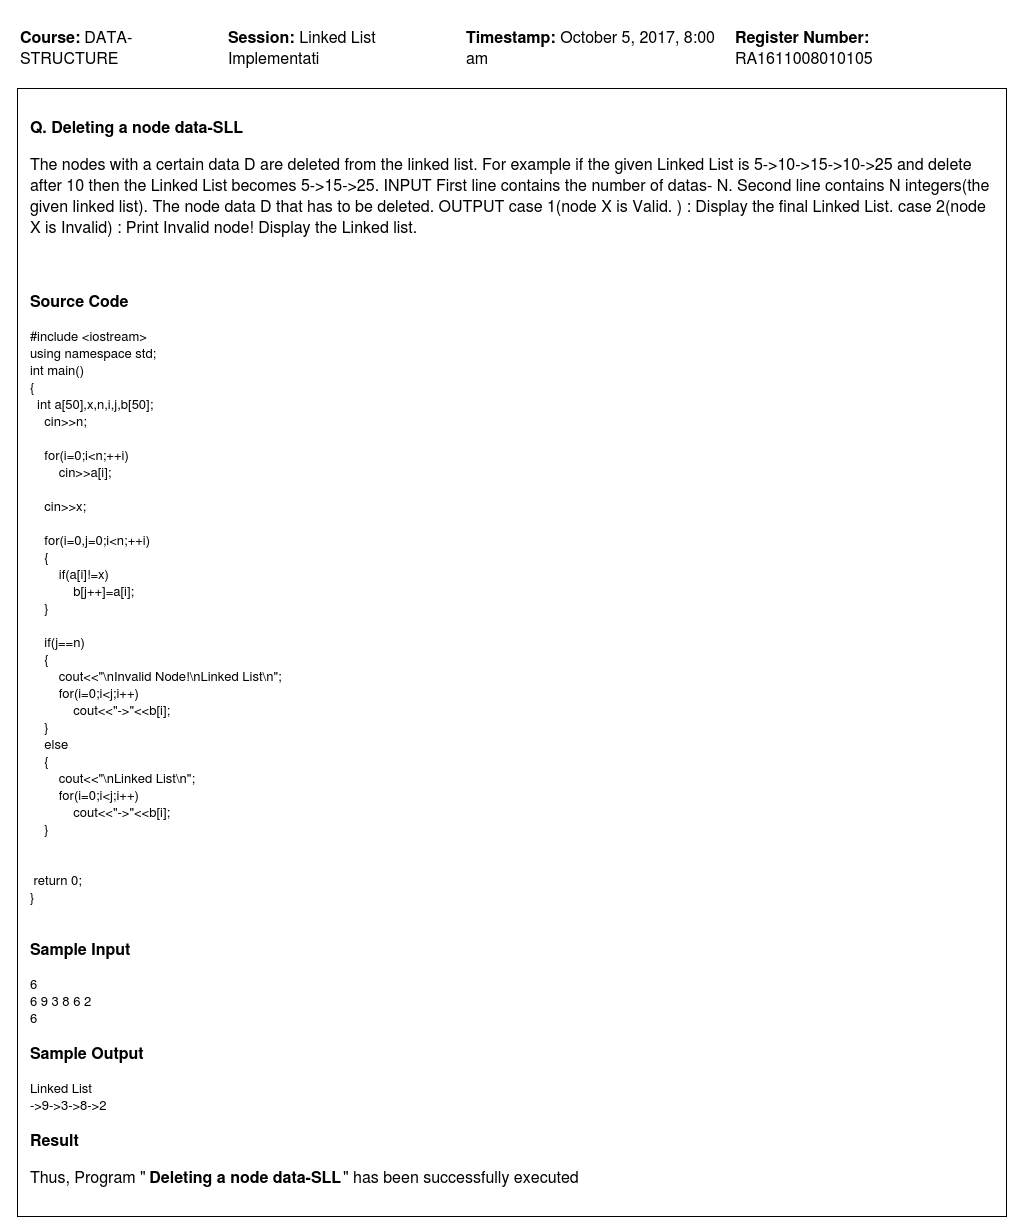 Course: DATA- Session: Linked List Timestamp: October 5, 2017, 8:00 Register Number:
STRUCTURE Implementati am RA1611008010105
Q. Deleting a node data-SLL
The nodes with a certain data D are deleted from the linked list. For example if the given Linked List is 5->10->15->10->25 and delete
after 10 then the Linked List becomes 5->15->25. INPUT First line contains the number of datas- N. Second line contains N integers(the
given linked list). The node data D that has to be deleted. OUTPUT case 1(node X is Valid. ) : Display the final Linked List. case 2(node
X is Invalid) : Print Invalid node! Display the Linked list.
Source Code
#include <iostream>
using namespace std;
int main()
{
  int a[50],x,n,i,j,b[50];
    cin>>n;
    for(i=0;i<n;++i)
        cin>>a[i];
    cin>>x;
    for(i=0,j=0;i<n;++i)
    {
        if(a[i]!=x)
            b[j++]=a[i];
    }
    if(j==n)
    {
        cout<<"\nInvalid Node!\nLinked List\n";
        for(i=0;i<j;i++)
            cout<<"->"<<b[i];
    }
    else
    {
        cout<<"\nLinked List\n";
        for(i=0;i<j;i++)
            cout<<"->"<<b[i];
    }
 return 0;
}
Sample Input
6
6 9 3 8 6 2
6
Sample Output
Linked List
->9->3->8->2
Result
Thus, Program " Deleting a node data-SLL" has been successfully executed